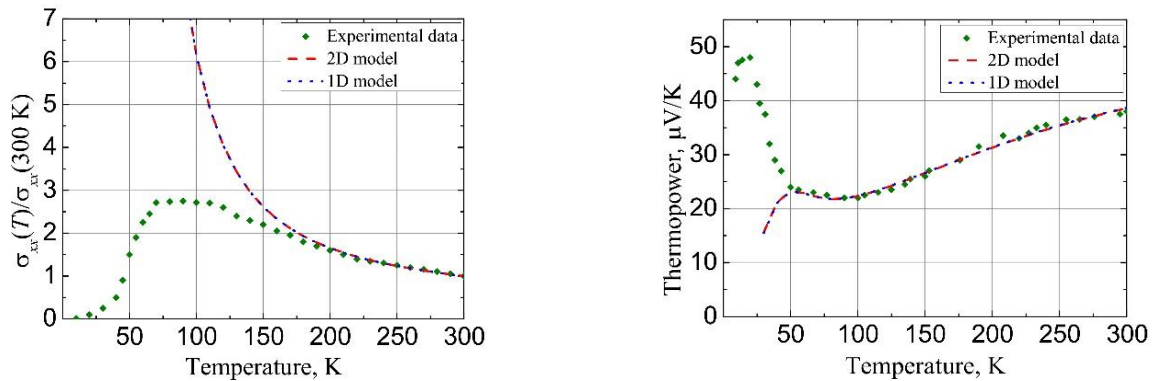 7
6
5
4
3
2
1
0
σxx(T)/σxx(300 K)
Experimental data
2D model
1D model
50 100 150 200 250 300
Temperature, K
50
40
30
20
10
0
Thermopower, μV/K
Experimental data
2D model
1D model
50 100 150 200 250 300
Temperature, K